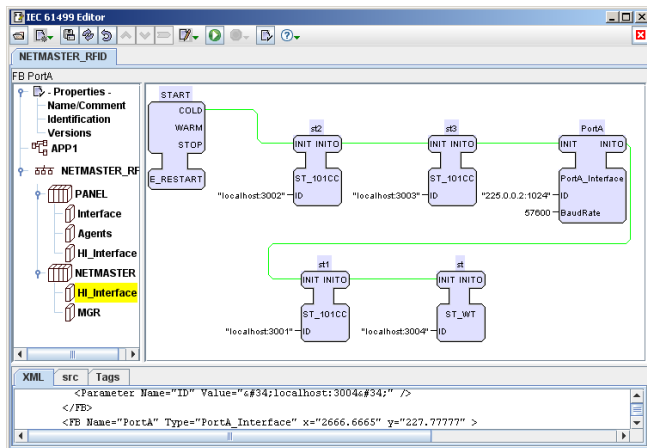 IEC 61499 Editor
NETMASTER_RFID
FB PortA
- Properties -
Name/Comment
Identification
Versions
APP1
NETMASTER_RF
PANEL
Interface
Agents
HI_Interface
NETMASTER
HI_Interface
MGR
START
COLD
WARM
STOP
E_RESTART
st2
INIT INITO
ST_101CC
"localhost:3002" ID
st3
INIT INITO
ST_101CC
"localhost:3003" ID
PortA
INIT INITO
PortA_Interface
"225.0.0.2:1024" ID
57600 BaudRate
st1
INIT INITO
ST_101CC
"localhost:3001" ID
st
INIT INITO
ST_WT
"localhost:3004" ID
XML src Tags
<Parameter Name="ID" Value="&#34;localhost:3004&#34;" />
</FB>
<FB Name="PortA" Type="PortA_Interface" x="2666.6665" y="227.77777" >